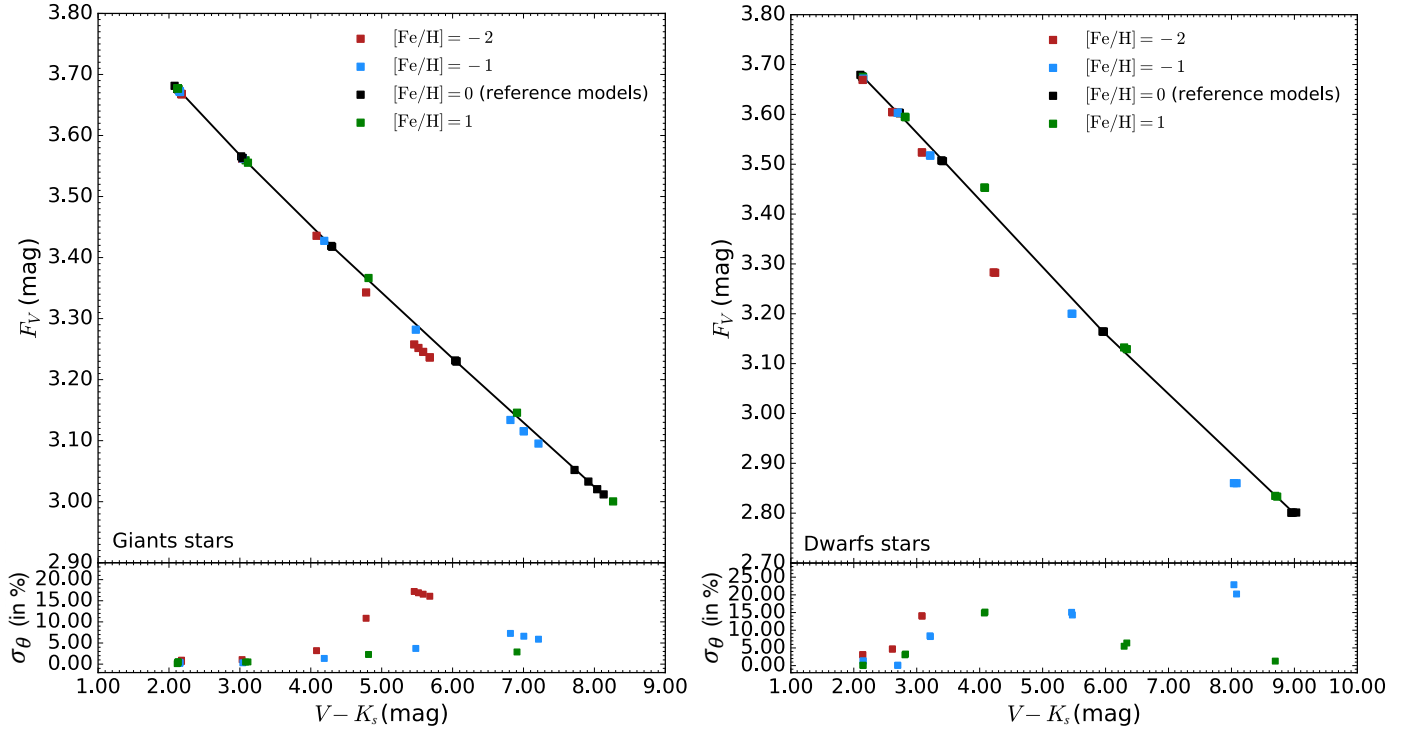 3.80
3.70
3.60
3.50
3.40
3.30
3.20
3.10
3.00
2.90
F_V (mag)
[Fe/H] = −2
[Fe/H] = −1
[Fe/H] = 0 (reference models)
[Fe/H] = 1
Giants stars
20.00
15.00
10.00
5.00
0.00
σ_θ (in %)
1.00 2.00 3.00 4.00 5.00 6.00 7.00 8.00 9.00
V − K_s (mag)
3.80
3.70
3.60
3.50
3.40
3.30
3.20
3.10
3.00
2.90
2.80
2.70
F_V (mag)
[Fe/H] = −2
[Fe/H] = −1
[Fe/H] = 0 (reference models)
[Fe/H] = 1
Dwarfs stars
25.00
20.00
15.00
10.00
5.00
0.00
σ_θ (in %)
1.00 2.00 3.00 4.00 5.00 6.00 7.00 8.00 9.00 10.00
V − K_s (mag)